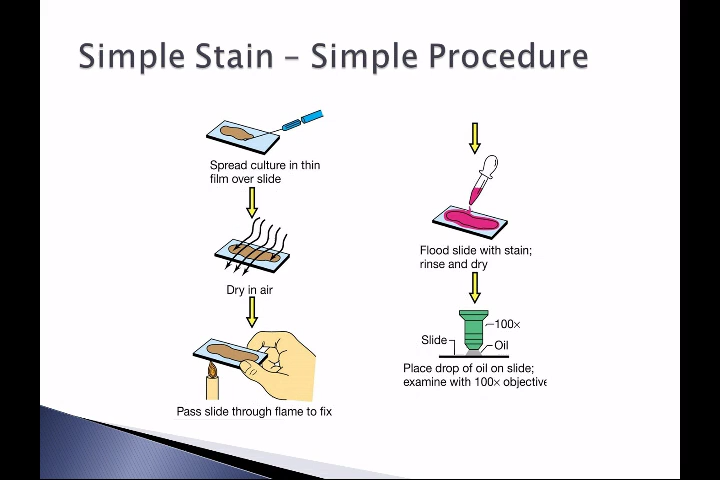 Simple Stain – Simple Procedure
Spread culture in thin
film over slide
Dry in air
Pass slide through flame to fix
Flood slide with stain;
rinse and dry
100×
Slide
Oil
Place drop of oil on slide;
examine with 100× objective